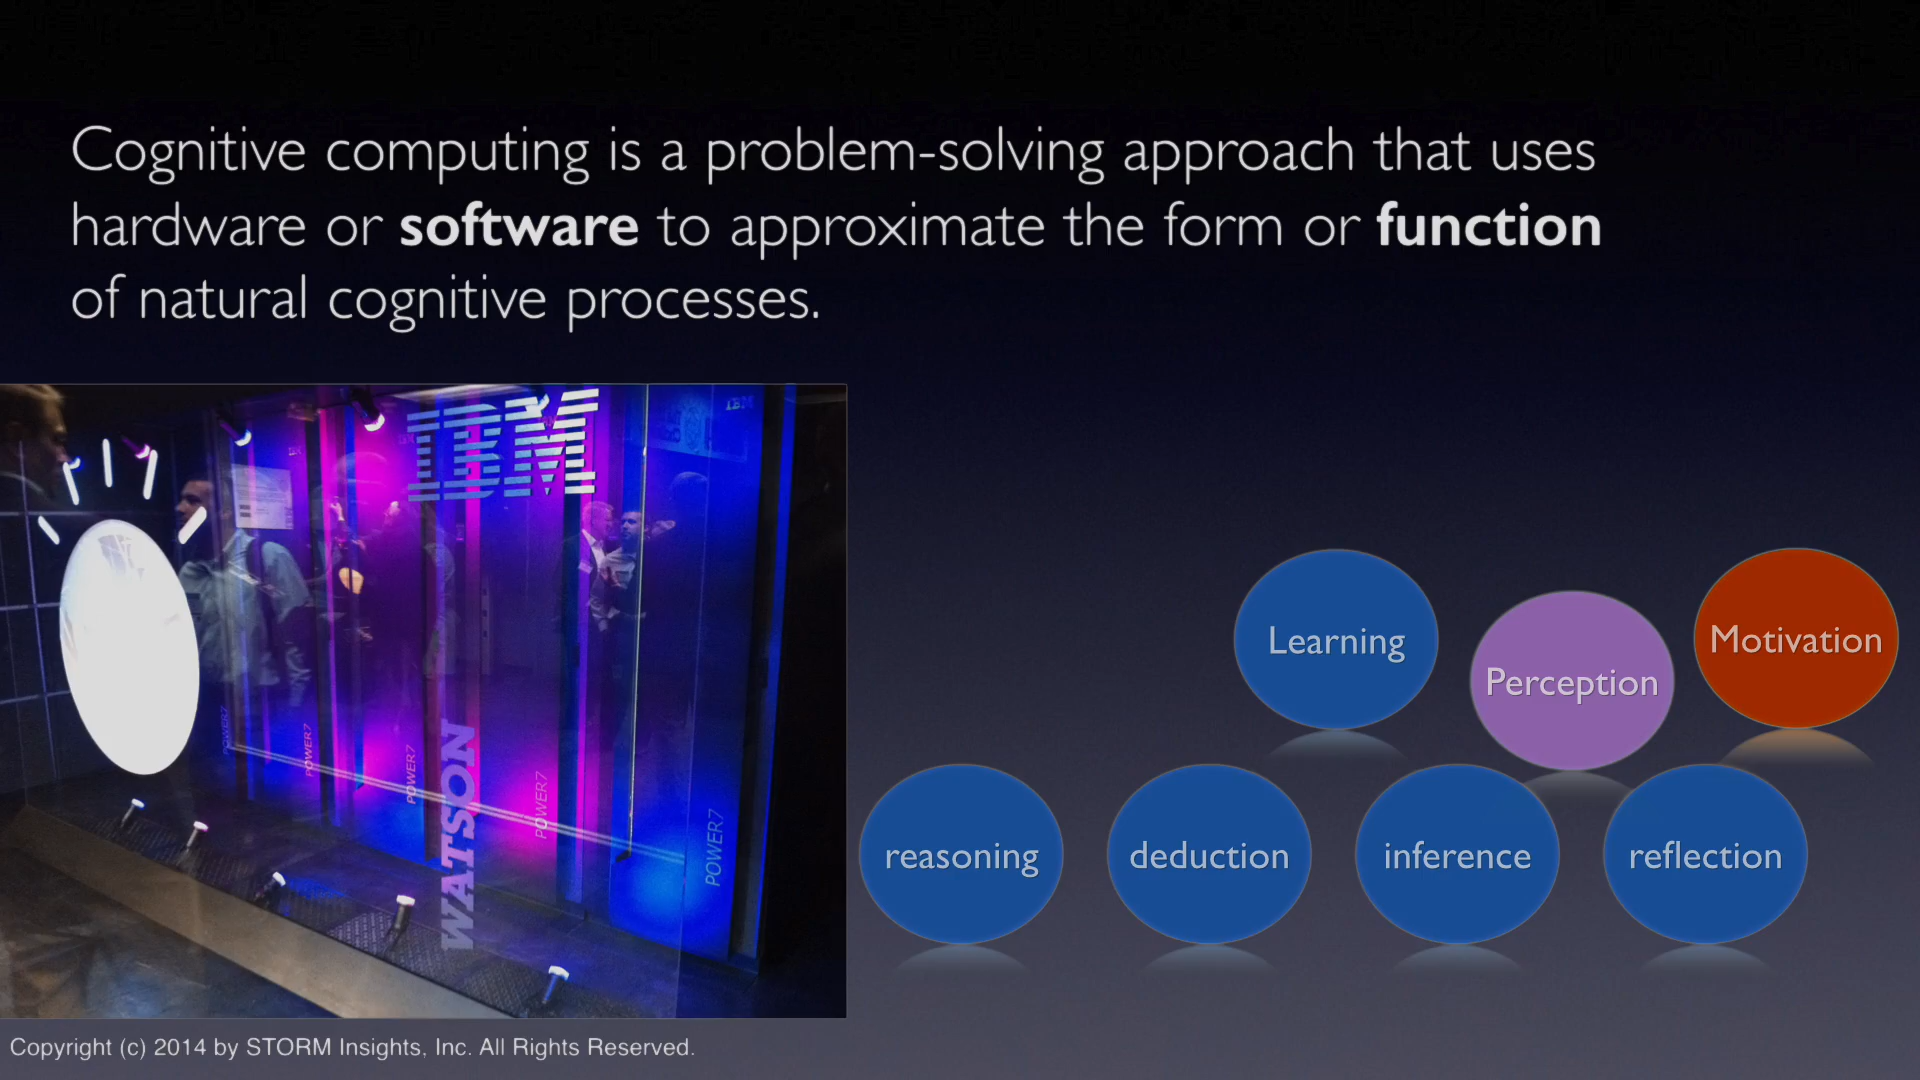 Cognitive computing is a problem-solving approach that uses
hardware or software to approximate the form or function
of natural cognitive processes.
IBM
IBM
WATSON
POWER7
POWER7
POWER7
POWER7
POWER7
Learning
Perception
Motivation
reasoning
deduction
inference
reflection
Copyright (c) 2014 by STORM Insights, Inc. All Rights Reserved.